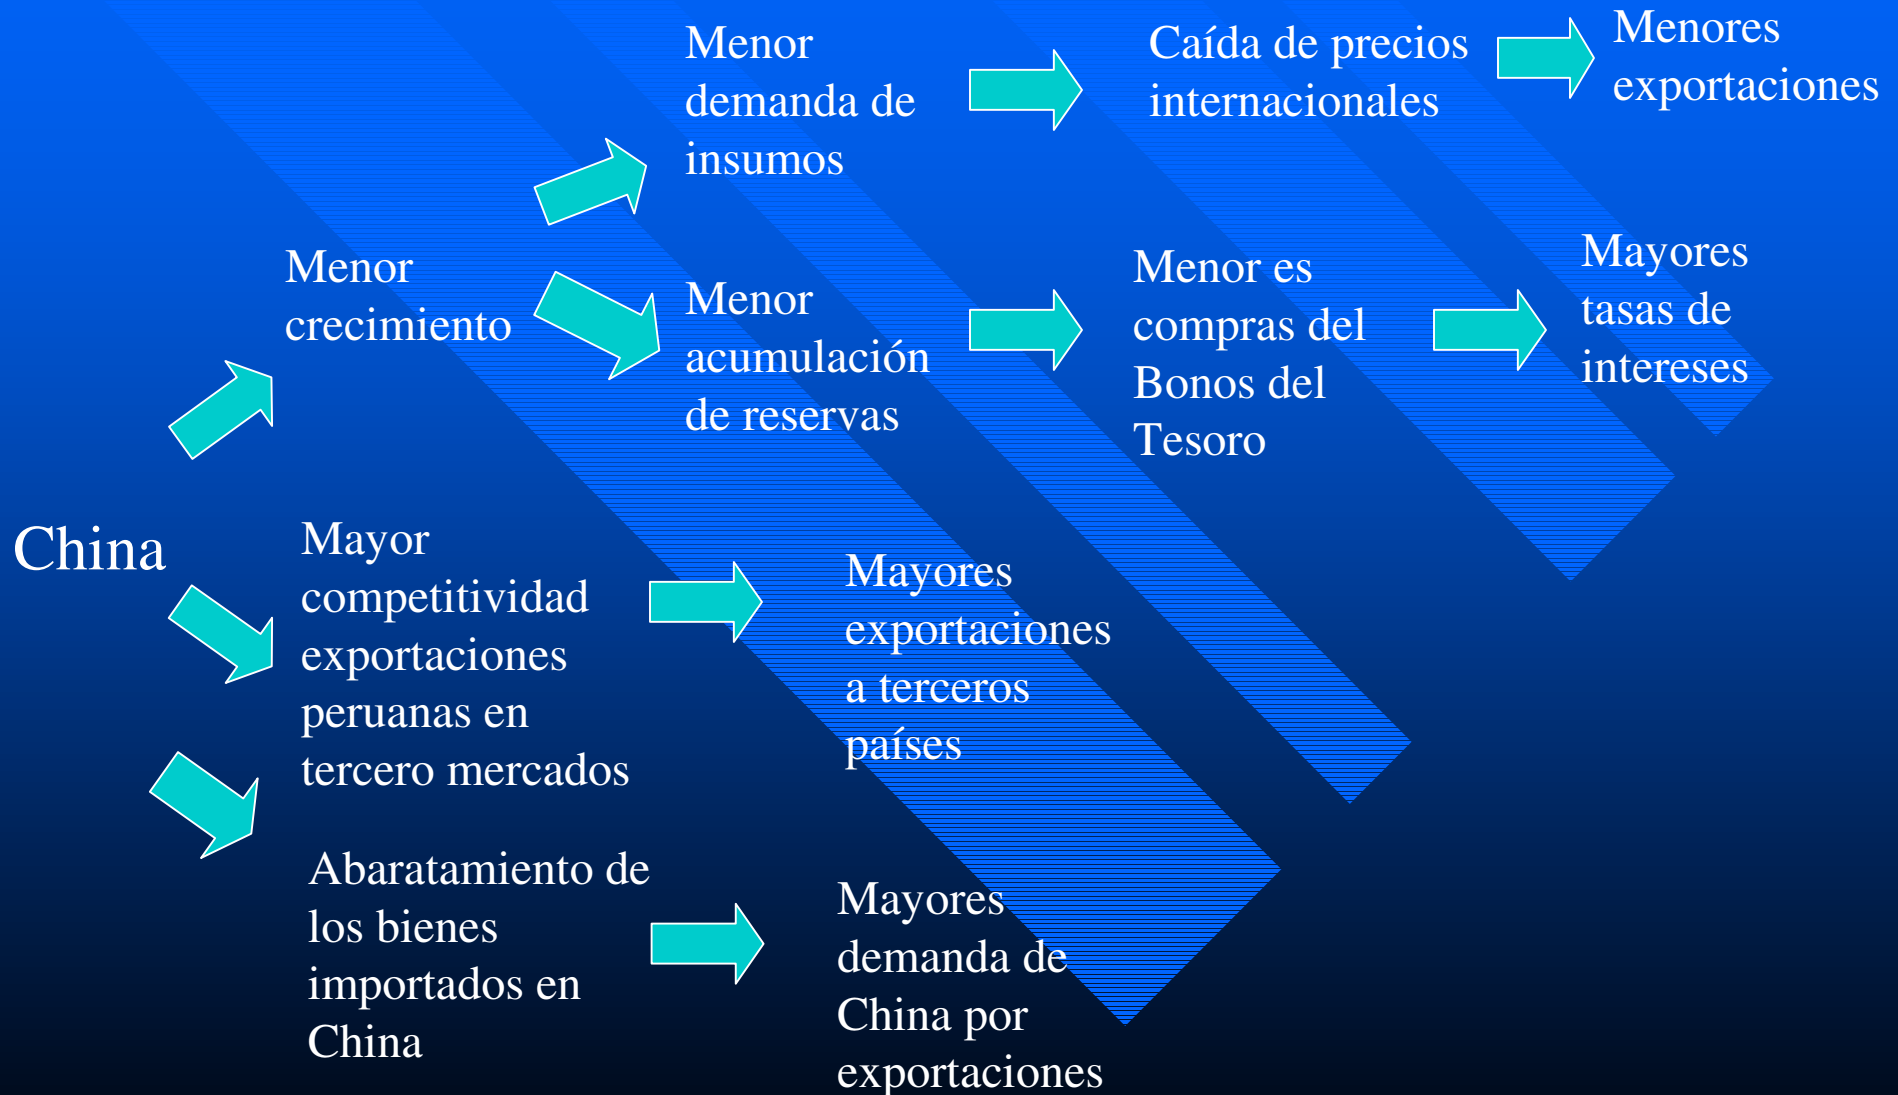 Menor
demanda de
insumos
Caída de precios
internacionales
Menores
exportaciones
Menor
crecimiento
Menor
acumulación
de reservas
Menor es
compras del
Bonos del
Tesoro
Mayores
tasas de
intereses
China
Mayor
competitividad
exportaciones
peruanas en
tercero mercados
Mayores
exportaciones
a terceros
países
Abaratamiento de
los bienes
importados en
China
Mayores
demanda de
China por
exportaciones